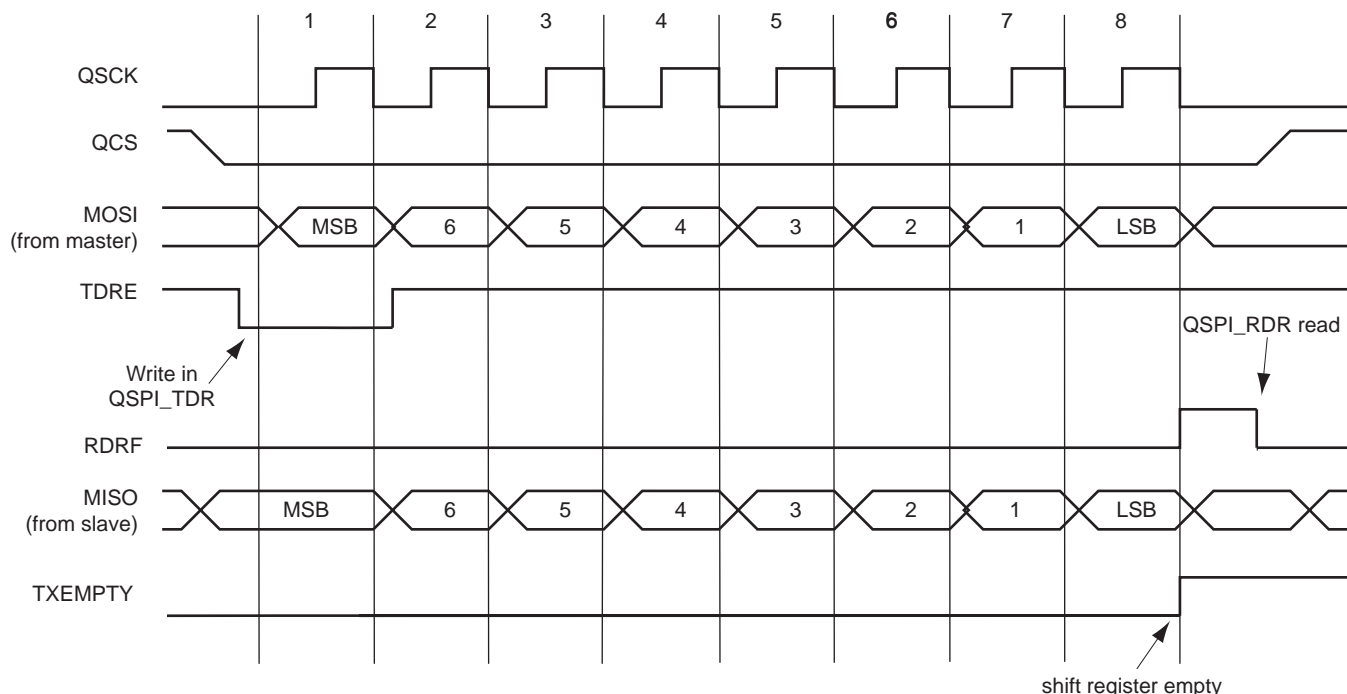 1 2 3 4 5 6 7 8
QSCK
QCS
MOSI
(from master)
MSB 6 5 4 3 2 1 LSB
TDRE
QSPI_RDR read
Write in
QSPI_TDR
RDRF
MISO
(from slave)
MSB 6 5 4 3 2 1 LSB
TXEMPTY
shift register empty